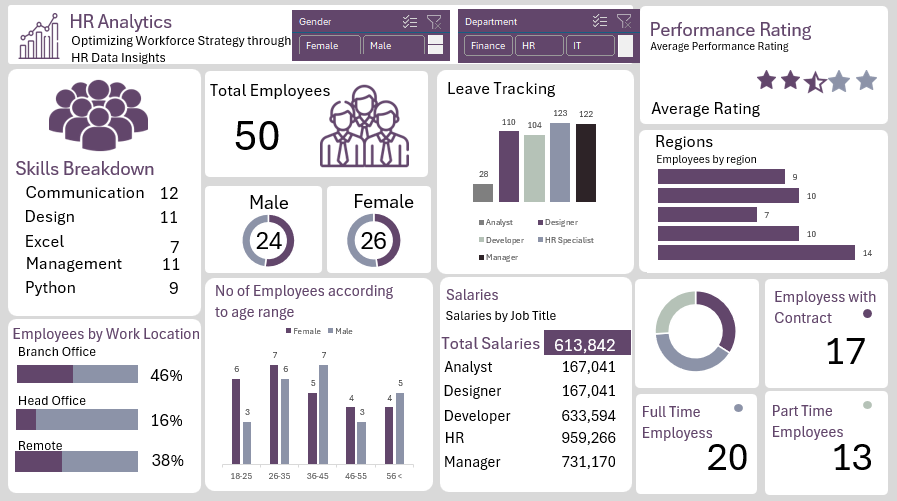 HR Analytics
Optimizing Workforce Strategy through
HR Data Insights
Gender
Female
Male
Department
Finance
HR
IT
Performance Rating
Average Performance Rating
Average Rating
Skills Breakdown
Communication 12
Design 11
Excel 7
Management 11
Python 9
Total Employees
50
Male
24
Female
26
Leave Tracking
28
110
104
123
122
Analyst
Designer
Developer
HR Specialist
Manager
Regions
Employees by region
9
10
7
10
14
Employees by Work Location
Branch Office
46%
Head Office
16%
Remote
38%
No of Employees according
to age range
Female
Male
6 3
7 6
5 7
4 3
4 5
18-25
26-35
36-45
46-55
56 <
Salaries
Salaries by Job Title
Total Salaries 613,842
Analyst 167,041
Designer 167,041
Developer 633,594
HR 959,266
Manager 731,170
Employess with
Contract
17
Full Time
Employess
20
Part Time
Employees
13